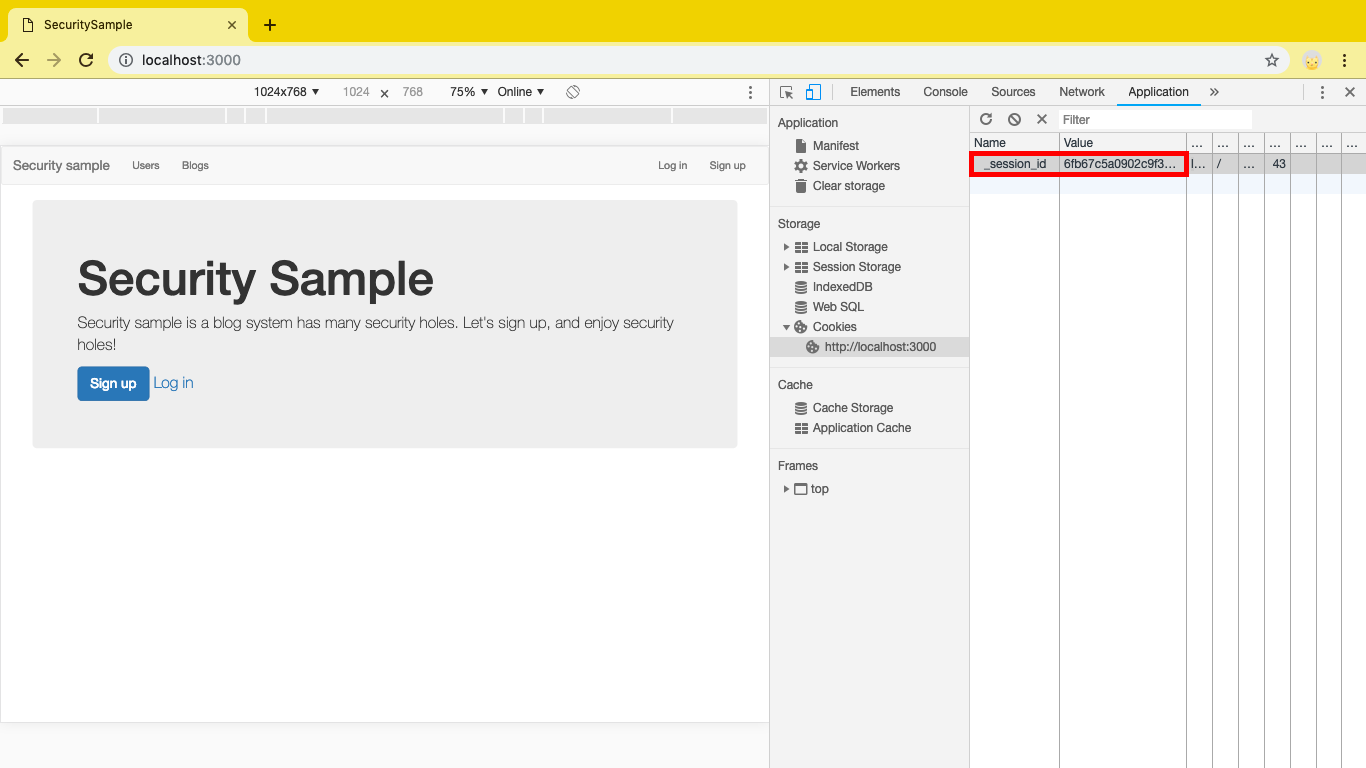 SecuritySample
localhost:3000
1024x768 1024 × 768 75% Online
Elements Console Sources Network Application »
Security sample Users Blogs Log in Sign up
Security Sample
Security sample is a blog system has many security holes. Let's sign up, and enjoy security
holes!
Sign up Log in
Application
Manifest
Service Workers
Clear storage
Storage
Local Storage
Session Storage
IndexedDB
Web SQL
Cookies
http://localhost:3000
Cache
Cache Storage
Application Cache
Frames
top
Filter
Name Value ... ... ... ... ... ... ...
_session_id 6fb67c5a0902c9f3... l... / ... 43